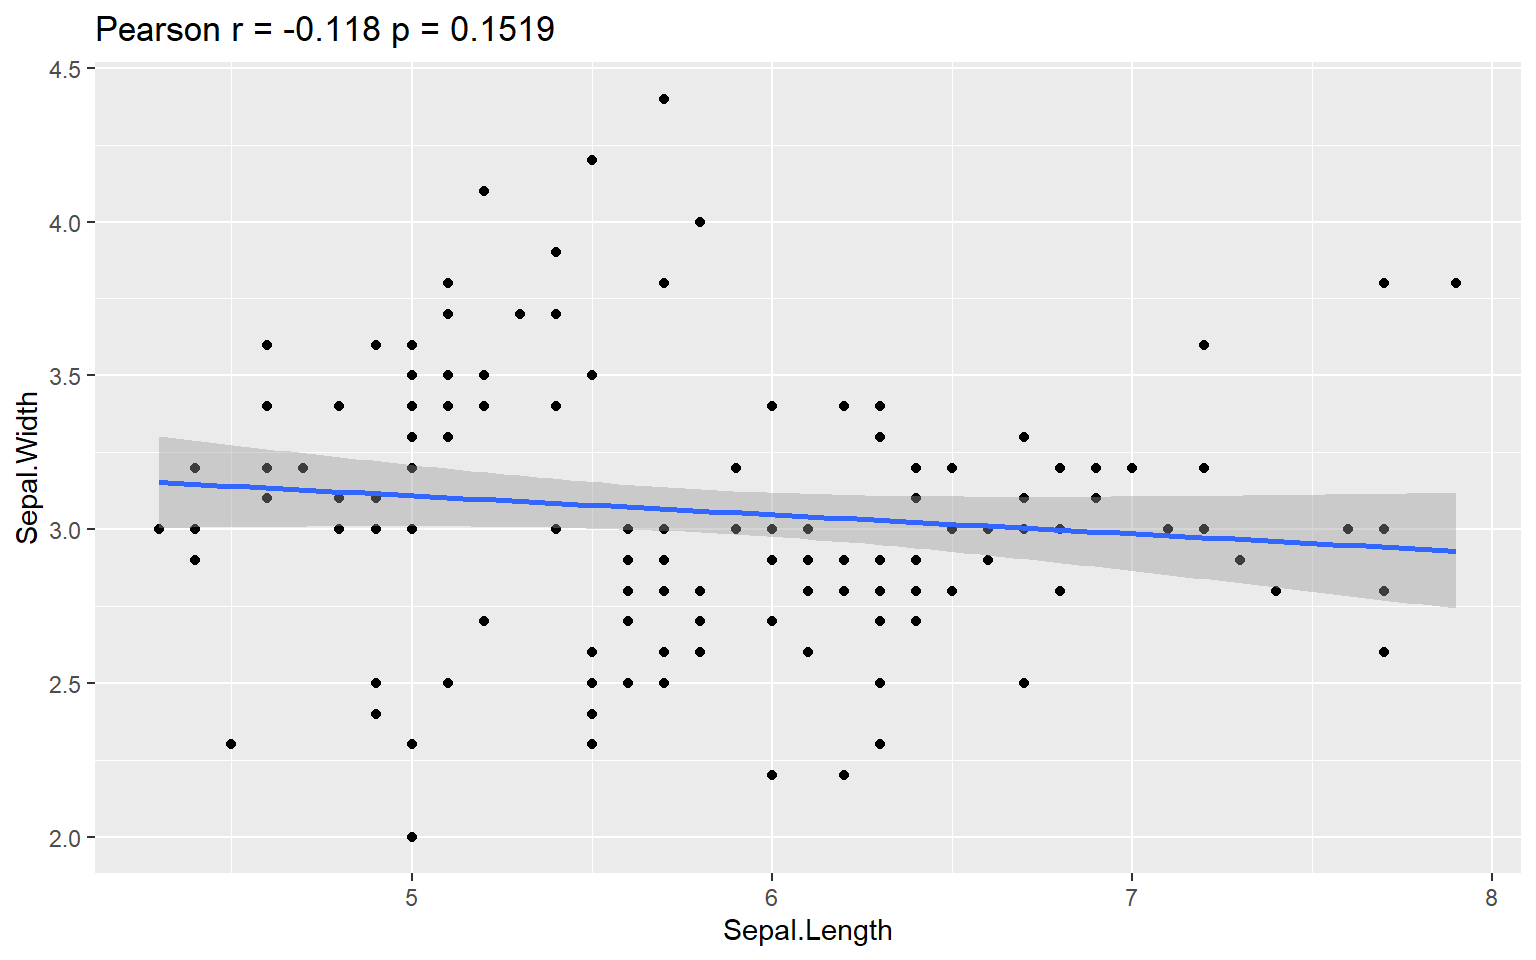 Pearson r = -0.118 p = 0.1519
4.5
4.0
3.5
3.0
2.5
2.0
Sepal.Width
5 6 7 8
Sepal.Length